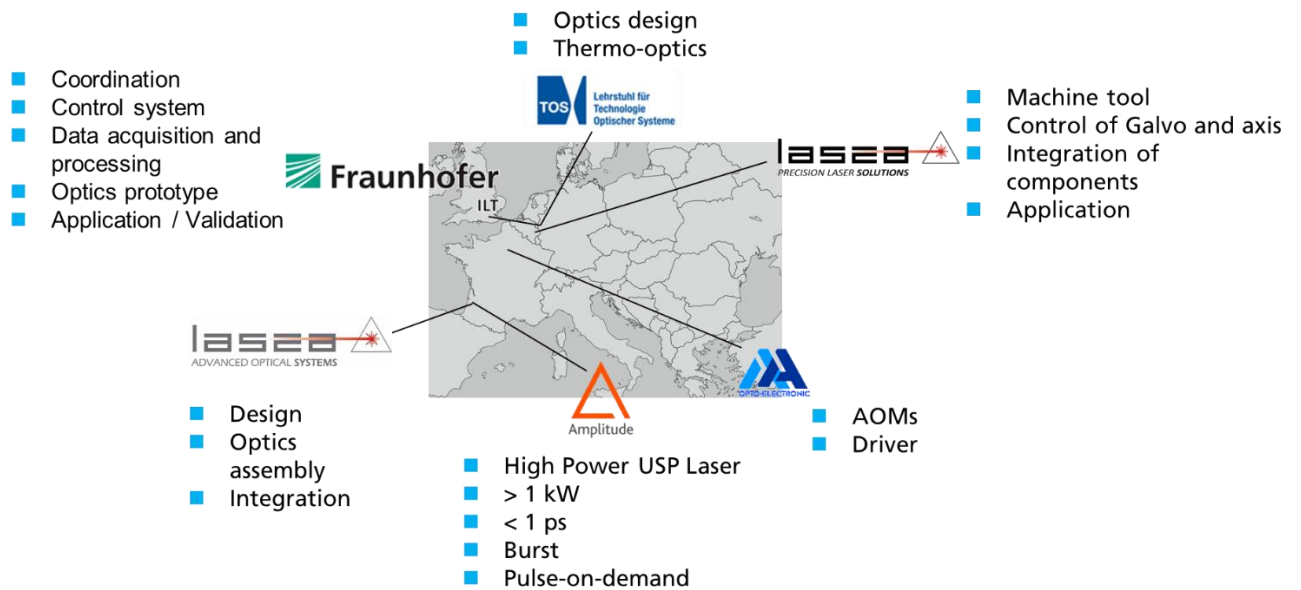 Optics design
Thermo-optics
TOS
Lehrstuhl für
Technologie
Optischer Systeme
Coordination
Control system
Data acquisition and
processing
Optics prototype
Application / Validation
Fraunhofer
ILT
lasea
PRECISION LASER SOLUTIONS
Machine tool
Control of Galvo and axis
Integration of
components
Application
lasea
ADVANCED OPTICAL SYSTEMS
Design
Optics
assembly
Integration
Amplitude
High Power USP Laser
> 1 kW
< 1 ps
Burst
Pulse-on-demand
AA
OPTO-ELECTRONIC
AOMs
Driver